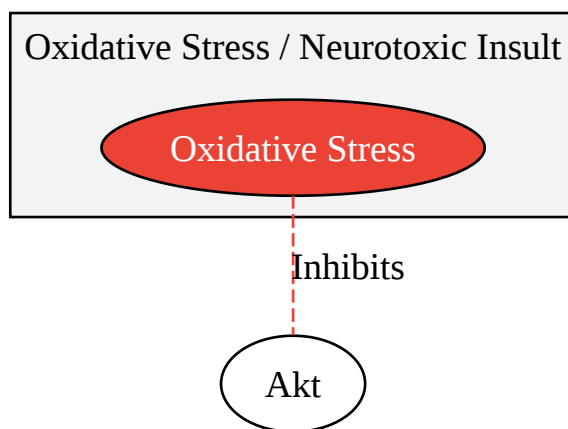 Oxidative Stress / Neurotoxic Insult
Oxidative Stress
Inhibits
Akt